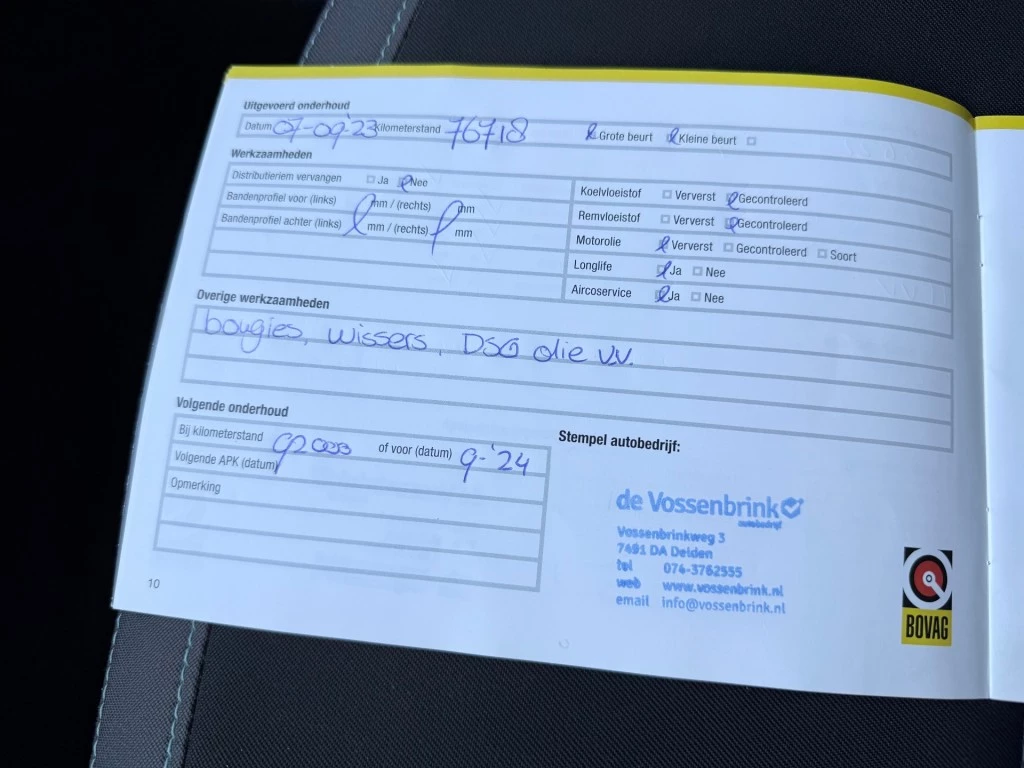 Uitgevoerd onderhoud
Datum 07-09-'23 Kilometerstand 76718 Grote beurt Kleine beurt
Werkzaamheden
Distributieriem vervangen Ja Nee
Bandenprofiel voor (links) mm / (rechts) mm
Bandenprofiel achter (links) mm / (rechts) mm
Koelvloeistof Ververst Gecontroleerd
Remvloeistof Ververst Gecontroleerd
Motorolie Ververst Gecontroleerd Soort
Longlife Ja Nee
Aircoservice Ja Nee
Overige werkzaamheden
bougies, wissers, DSG olie v.v.
Volgende onderhoud
Bij kilometerstand of voor (datum) 9-'24
Volgende APK (datum)
Opmerking
Stempel autobedrijf:
de Vossenbrink
autobedrijf
Vossenbrinkweg 3
7491 DA Delden
tel 074-3762555
web www.vossenbrink.nl
email info@vossenbrink.nl
BOVAG
10